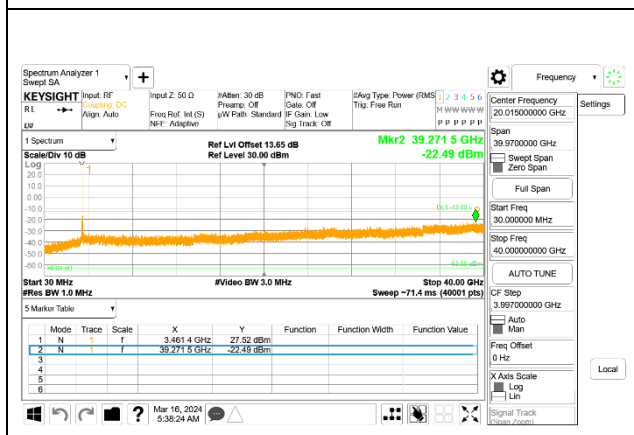 Spectrum Analyzer 1
Swept SA
+
Frequency
KEYSIGHT
RL
Input: RF
Coupling: DC
Align: Auto
Input Z: 50 Ω
Freq Ref: Int (S)
NFE: Adaptive
#Atten: 30 dB
Preamp: Off
µW Path: Standard
PNO: Fast
Gate: Off
IF Gain: Low
Sig Track: Off
#Avg Type: Power (RMS
Trig: Free Run
1 2 3 4 5 6
M W W W W W
P P P P P P
Settings
1 Spectrum
Scale/Div 10 dB
Log
Ref Lvl Offset 13.65 dB
Ref Level 30.00 dBm
Mkr2 39.271 5 GHz
-22.49 dBm
20.0
10.0
0.00
-10.0
-20.0
-30.0
-40.0
-50.0
-60.0
1
DL1 -13.00
Start 30 MHz
#Res BW 1.0 MHz
#Video BW 3.0 MHz
Stop 40.00 GHz
Sweep ~71.4 ms (40001 pts)
5 Marker Table
Mode Trace Scale X Y Function Function Width Function Value
1 N 1 f 3.461 4 GHz 27.52 dBm
2 N 1 f 39.271 5 GHz -22.49 dBm
3
4
5
6
Center Frequency
20.015000000 GHz
Span
39.9700000 GHz
Swept Span
Zero Span
Full Span
Start Freq
30.000000 MHz
Stop Freq
40.000000000 GHz
AUTO TUNE
CF Step
3.997000000 GHz
Auto
Man
Freq Offset
0 Hz
X Axis Scale
Log
Lin
Signal Track
(Span Zoom)
Local
?
Mar 16, 2024
5:38:24 AM